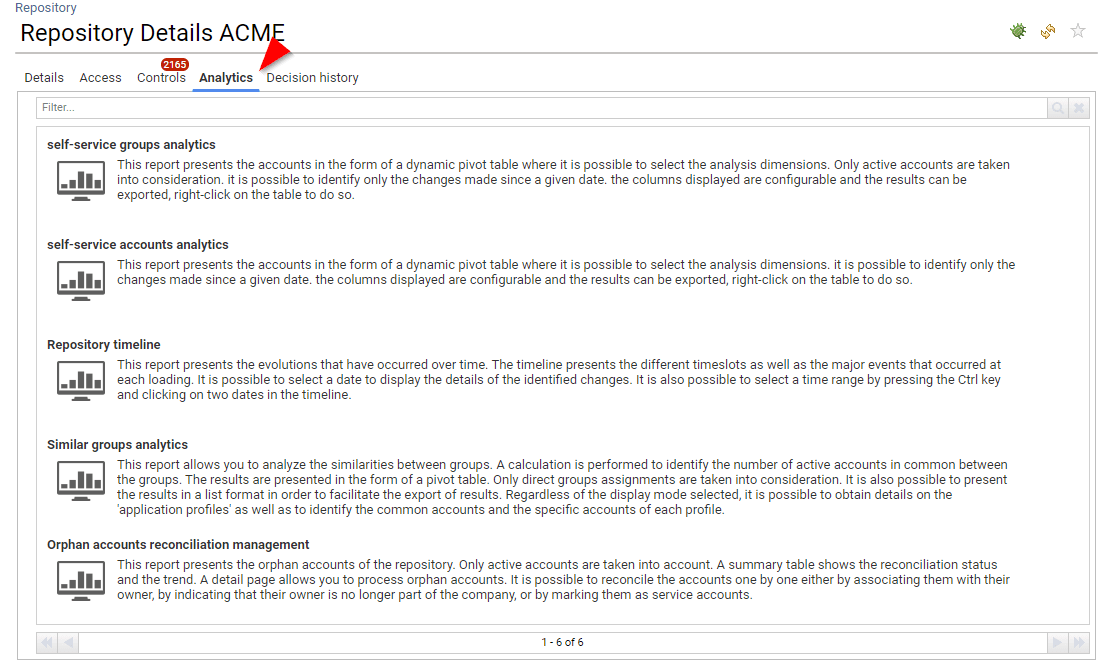 Repository
Repository Details ACME
2165
Details Access Controls Analytics Decision history
Filter...
self-service groups analytics
This report presents the accounts in the form of a dynamic pivot table where it is possible to select the analysis dimensions. Only active accounts are taken
into consideration. it is possible to identify only the changes made since a given date. the columns displayed are configurable and the results can be
exported, right-click on the table to do so.
self-service accounts analytics
This report presents the accounts in the form of a dynamic pivot table where it is possible to select the analysis dimensions. it is possible to identify only the
changes made since a given date. the columns displayed are configurable and the results can be exported, right-click on the table to do so.
Repository timeline
This report presents the evolutions that have occurred over time. The timeline presents the different timeslots as well as the major events that occurred at
each loading. It is possible to select a date to display the details of the identified changes. It is also possible to select a time range by pressing the Ctrl key
and clicking on two dates in the timeline.
Similar groups analytics
This report allows you to analyze the similarities between groups. A calculation is performed to identify the number of active accounts in common between
the groups. The results are presented in the form of a pivot table. Only direct groups assignments are taken into consideration. It is also possible to present
the results in a list format in order to facilitate the export of results. Regardless of the display mode selected, it is possible to obtain details on the
'application profiles' as well as to identify the common accounts and the specific accounts of each profile.
Orphan accounts reconciliation management
This report presents the orphan accounts of the repository. Only active accounts are taken into account. A summary table shows the reconciliation status
and the trend. A detail page allows you to process orphan accounts. It is possible to reconcile the accounts one by one either by associating them with their
owner, by indicating that their owner is no longer part of the company, or by marking them as service accounts.
1 - 6 of 6